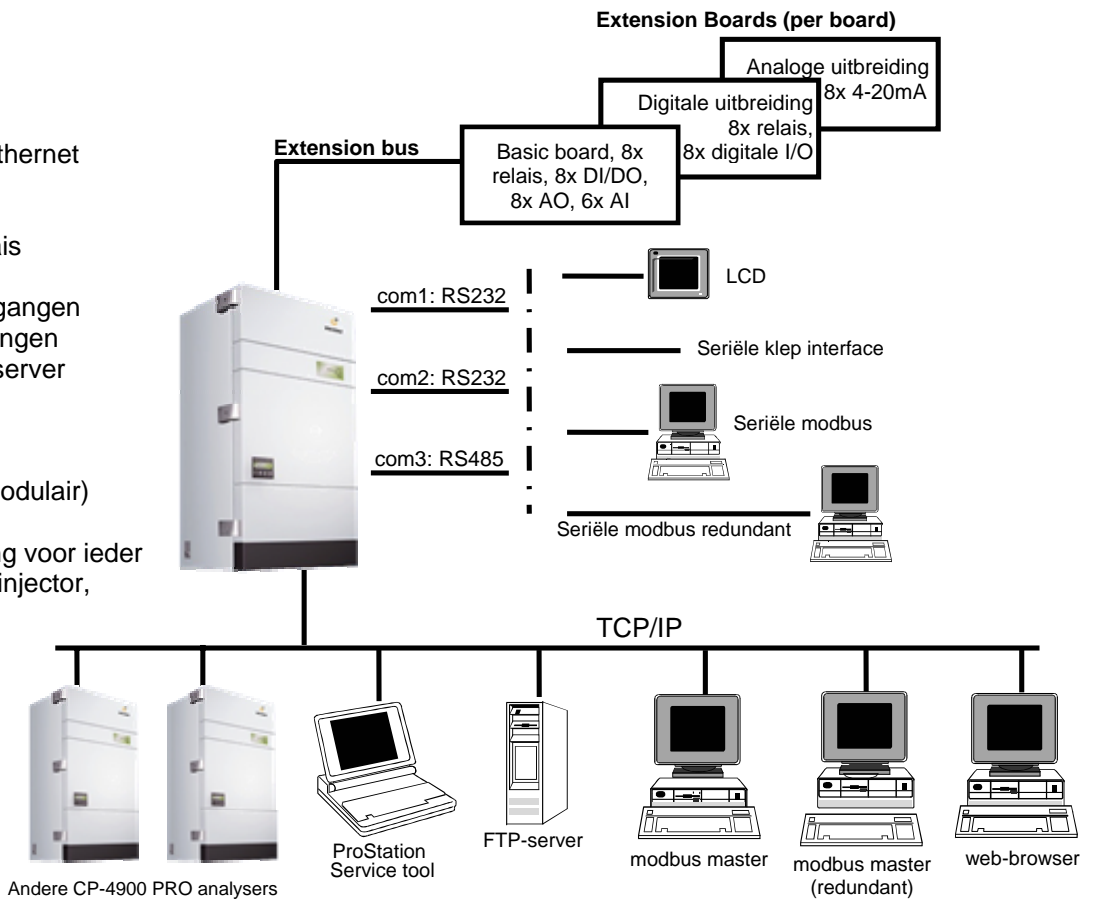 Extension Boards (per board)
Analoge uitbreiding
8x 4-20mA
Digitale uitbreiding
8x relais,
8x digitale I/O
Extension bus
Basic board, 8x
relais, 8x DI/DO,
8x AO, 6x AI
thernet
is
gangen
ngen
server
odulair)
ng voor ieder
injector,
com1: RS232
com2: RS232
com3: RS485
LCD
Seriële klep interface
Seriële modbus
Seriële modbus redundant
TCP/IP
Andere CP-4900 PRO analysers
ProStation
Service tool
FTP-server
modbus master
modbus master
(redundant)
web-browser